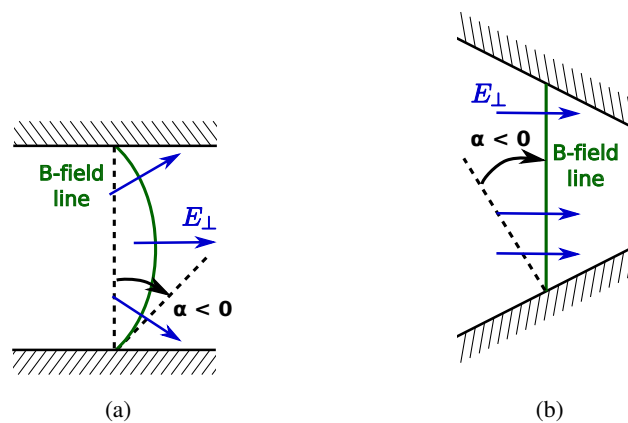 B-field
line
E⊥
α < 0
(a)
E⊥
α < 0
B-field
line
(b)